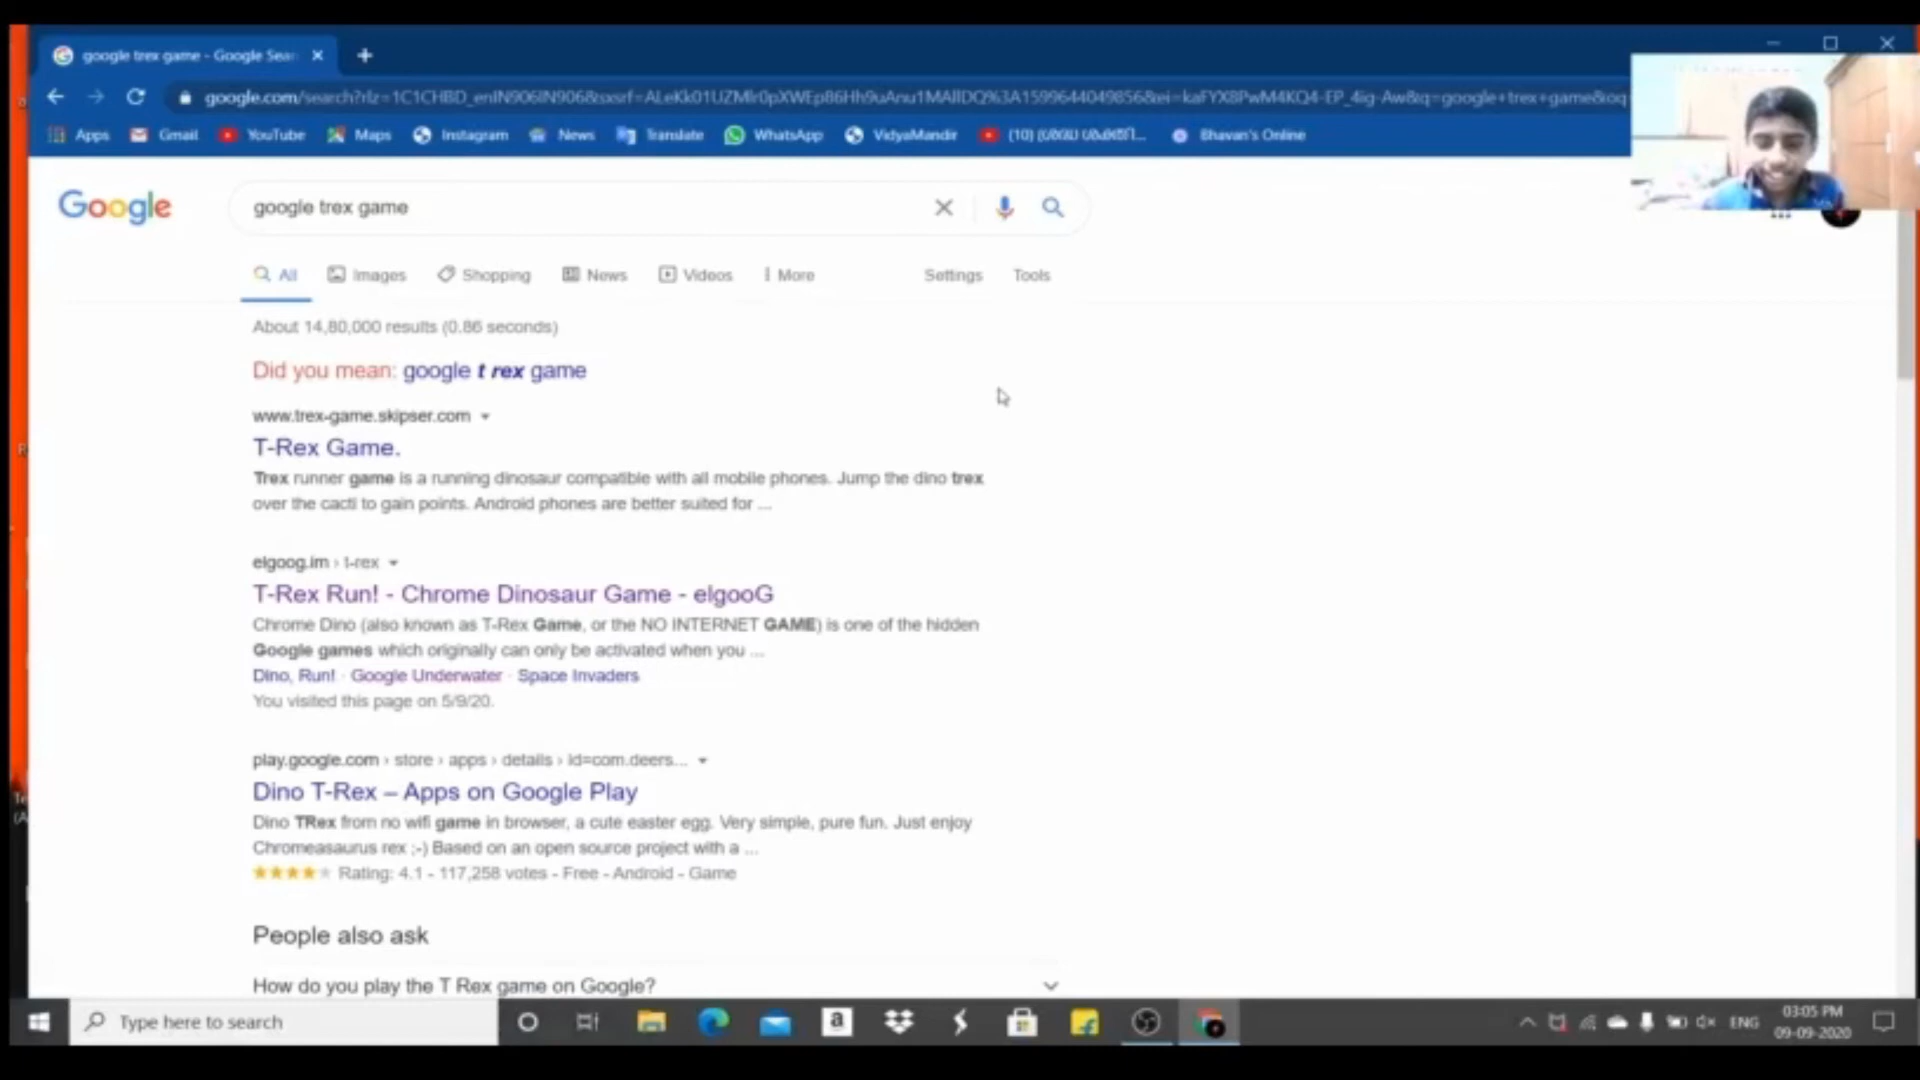 google trex game - Google Sear
google.com/search?rlz=1C1CHBD_enIN906IN906&sxsrf=ALeKk01UZMlr0pXWEp86Hh9uAnu1MAlIDQ%3A1599644049856&ei=kaFYX8PwM4KQ4-EP_4ig-Aw&q=google+trex+game&oq
Apps Gmail YouTube Maps Instagram News Translate WhatsApp VidyaMandir (10) Bhavan's Online
Google
google trex game
All Images Shopping News Videos More Settings Tools
About 14,80,000 results (0.86 seconds)
Did you mean: google t rex game
www.trex-game.skipser.com
T-Rex Game.
Trex runner game is a running dinosaur compatible with all mobile phones. Jump the dino trex
over the cacti to gain points. Android phones are better suited for ...
elgoog.im › t-rex
T-Rex Run! - Chrome Dinosaur Game - elgooG
Chrome Dino (also known as T-Rex Game, or the NO INTERNET GAME) is one of the hidden
Google games which originally can only be activated when you ...
Dino, Run! · Google Underwater · Space Invaders
You visited this page on 5/9/20.
play.google.com › store › apps › details › id=com.deers...
Dino T-Rex – Apps on Google Play
Dino TRex from no wifi game in browser, a cute easter egg. Very simple, pure fun. Just enjoy
Chromeasaurus rex ;-) Based on an open source project with a ...
Rating: 4.1 - 117,258 votes - Free - Android - Game
People also ask
How do you play the T Rex game on Google?
Type here to search
a
ENG
03:05 PM
09-09-2020